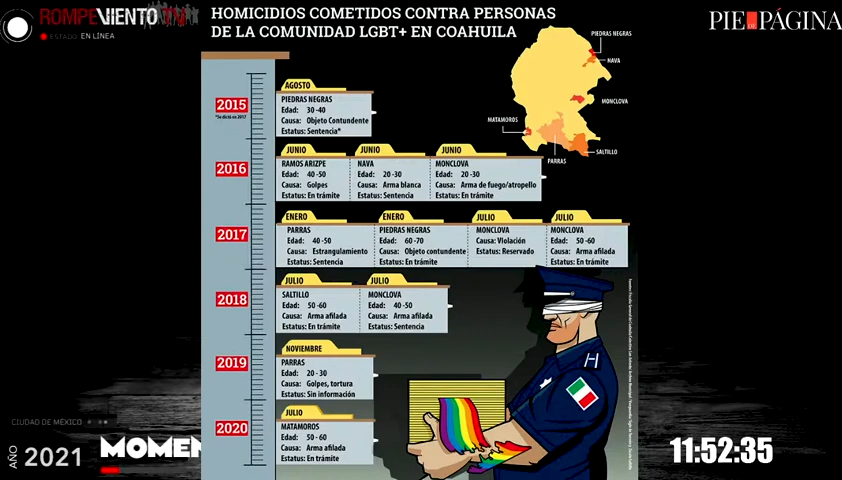 ROMPEVIENTO TV
ESTADO EN LÍNEA
HOMICIDIOS COMETIDOS CONTRA PERSONAS
DE LA COMUNIDAD LGBT+ EN COAHUILA
PIE DE PÁGINA
PIEDRAS NEGRAS
NAVA
MONCLOVA
MATAMOROS
SALTILLO
PARRAS
2015
*Se dictó en 2017
AGOSTO
PIEDRAS NEGRAS
Edad: 30 -40
Causa: Objeto Contundente
Estatus: Sentencia*
2016
JUNIO
RAMOS ARIZPE
Edad: 40-50
Causa: Golpes
Estatus: En trámite
JUNIO
NAVA
Edad: 20 -30
Causa: Arma blanca
Estatus: Sentencia
JUNIO
MONCLOVA
Edad: 20 -30
Causa: Arma de fuego/atropello
Estatus: En trámite
2017
ENERO
PARRAS
Edad: 40 -50
Causa: Estrangulamiento
Estatus: Sentencia
ENERO
PIEDRAS NEGRAS
Edad: 60 -70
Causa: Objeto contundente
Estatus: En trámite
JULIO
MONCLOVA
Causa: Violación
Estatus: Reservado
JULIO
MONCLOVA
Edad: 50 -60
Causa: Arma afilada
Estatus: En trámite
2018
JULIO
SALTILLO
Edad: 50 -60
Causa: Arma afilada
Estatus: En trámite
JULIO
MONCLOVA
Edad: 40 -50
Causa: Arma afilada
Estatus: Sentencia
2019
NOVIEMBRE
PARRAS
Edad: 20 - 30
Causa: Golpes, tortura
Estatus: Sin información
2020
JULIO
MATAMOROS
Edad: 50 -60
Causa: Arma afilada
Estatus: En trámite
CIUDAD DE MÉXICO
AÑO 2021
MOMEN
11:52:35